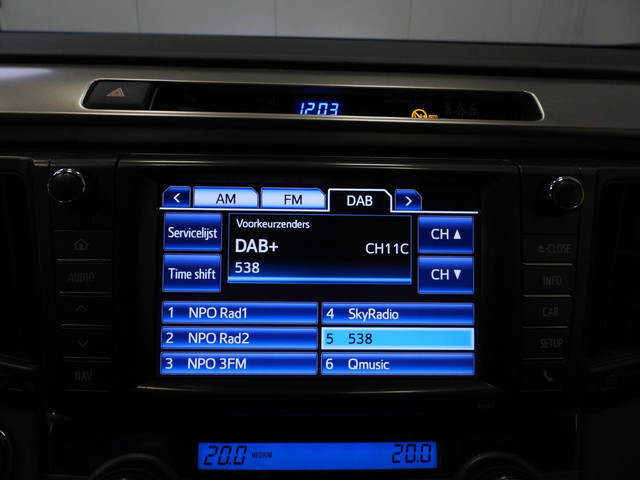 12:03
AM FM DAB
Servicelijst
Voorkeurzenders
CH
DAB+ CH11C
Time shift
538
CH
1 NPO Rad1
4 SkyRadio
2 NPO Rad2
5 538
3 NPO 3FM
6 Qmusic
AUDIO
NAV
CLOSE
INFO
CAR
SETUP
20.0 MEDIUM 20.0